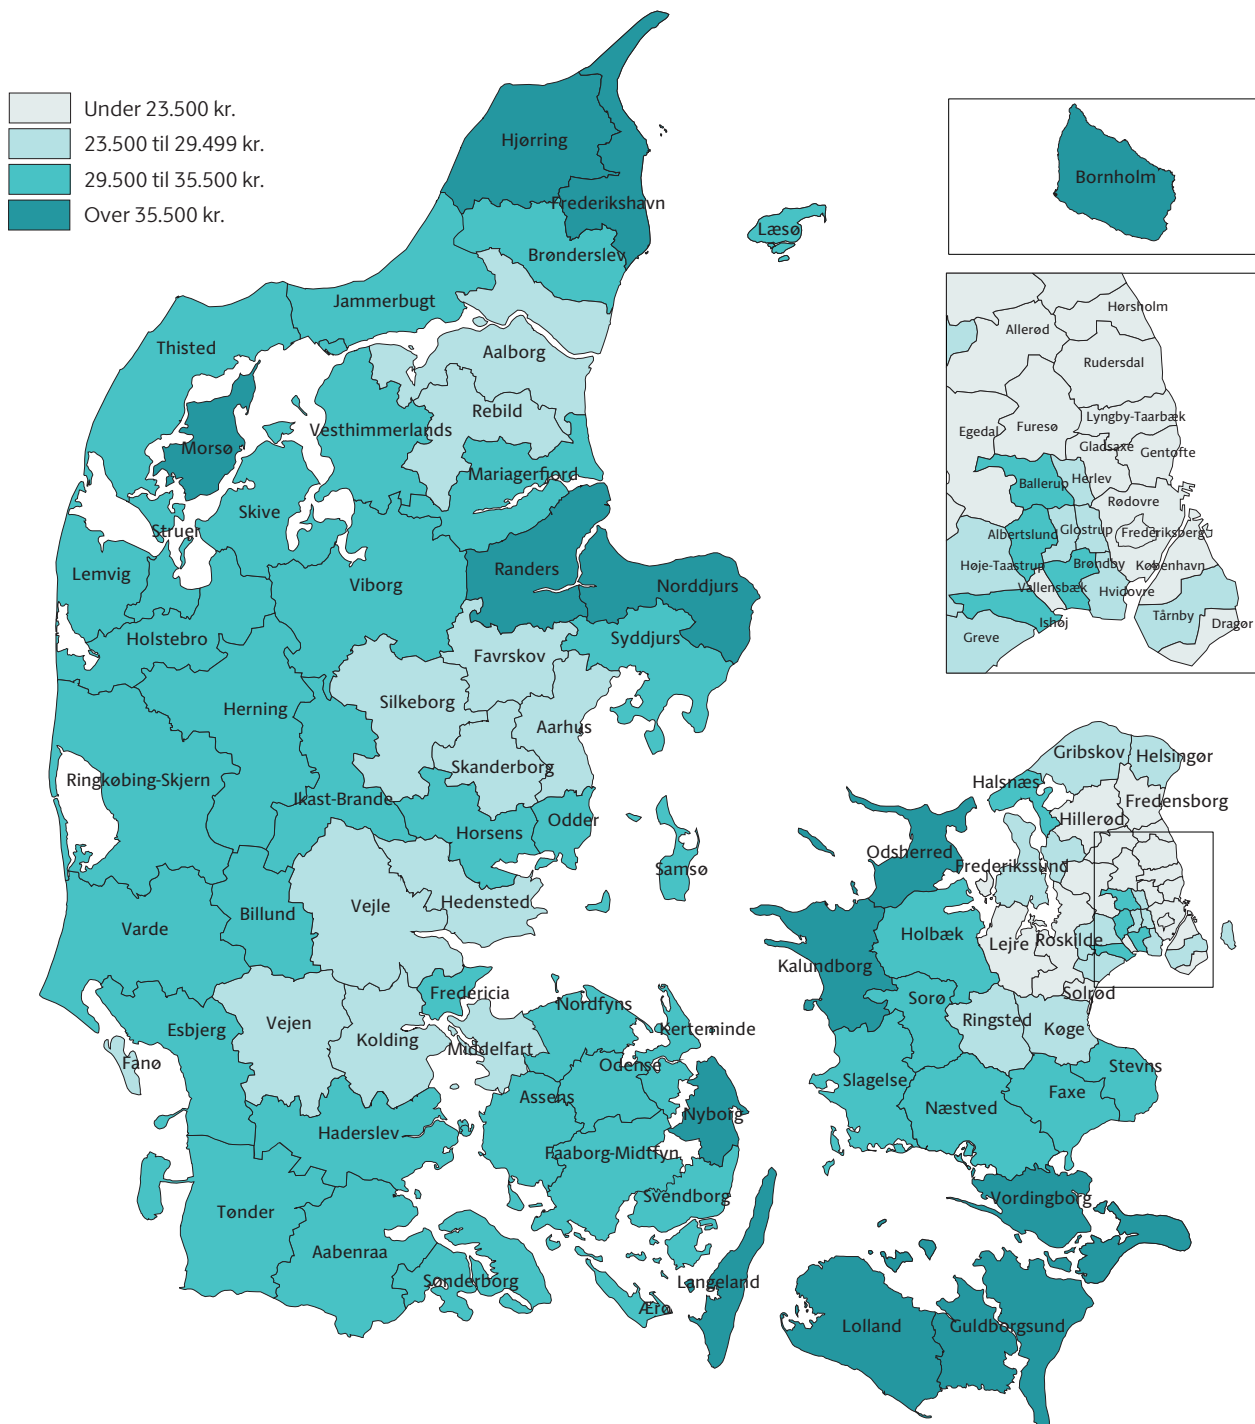 Under 23.500 kr.
23.500 til 29.499 kr.
29.500 til 35.500 kr.
Over 35.500 kr.
Hjørring
Frederikshavn
Brønderslev
Læsø
Jammerbugt
Thisted
Aalborg
Rebild
Vesthimmerlands
Morsø
Mariagerfjord
Skive
Struer
Lemvig
Viborg
Randers
Norddjurs
Holstebro
Syddjurs
Favrskov
Silkeborg
Herning
Aarhus
Skanderborg
Ringkøbing-Skjern
Ikast-Brande
Horsens
Odder
Samsø
Hedensted
Vejle
Billund
Varde
Fredericia
Nordfyns
Esbjerg
Vejen
Kolding
Middelfart
Kerteminde
Fanø
Odense
Assens
Nyborg
Haderslev
Faaborg-Midtfyn
Svendborg
Tønder
Aabenraa
Sønderborg
Langeland
Ærø
Bornholm
Hørsholm
Allerød
Rudersdal
Lyngby-Taarbæk
Egedal
Furesø
Gladsaxe
Gentofte
Ballerup
Herlev
Rødovre
Albertslund
Glostrup
Frederiksberg
Høje-Taastrup
Brøndby
København
Vallensbæk
Hvidovre
Ishøj
Tårnby
Dragør
Greve
Gribskov
Helsingør
Halsnæs
Fredensborg
Hillerød
Odsherred
Frederikssund
Holbæk
Lejre
Roskilde
Kalundborg
Solrød
Sorø
Ringsted
Køge
Stevns
Slagelse
Næstved
Faxe
Vordingborg
Lolland
Guldborgsund